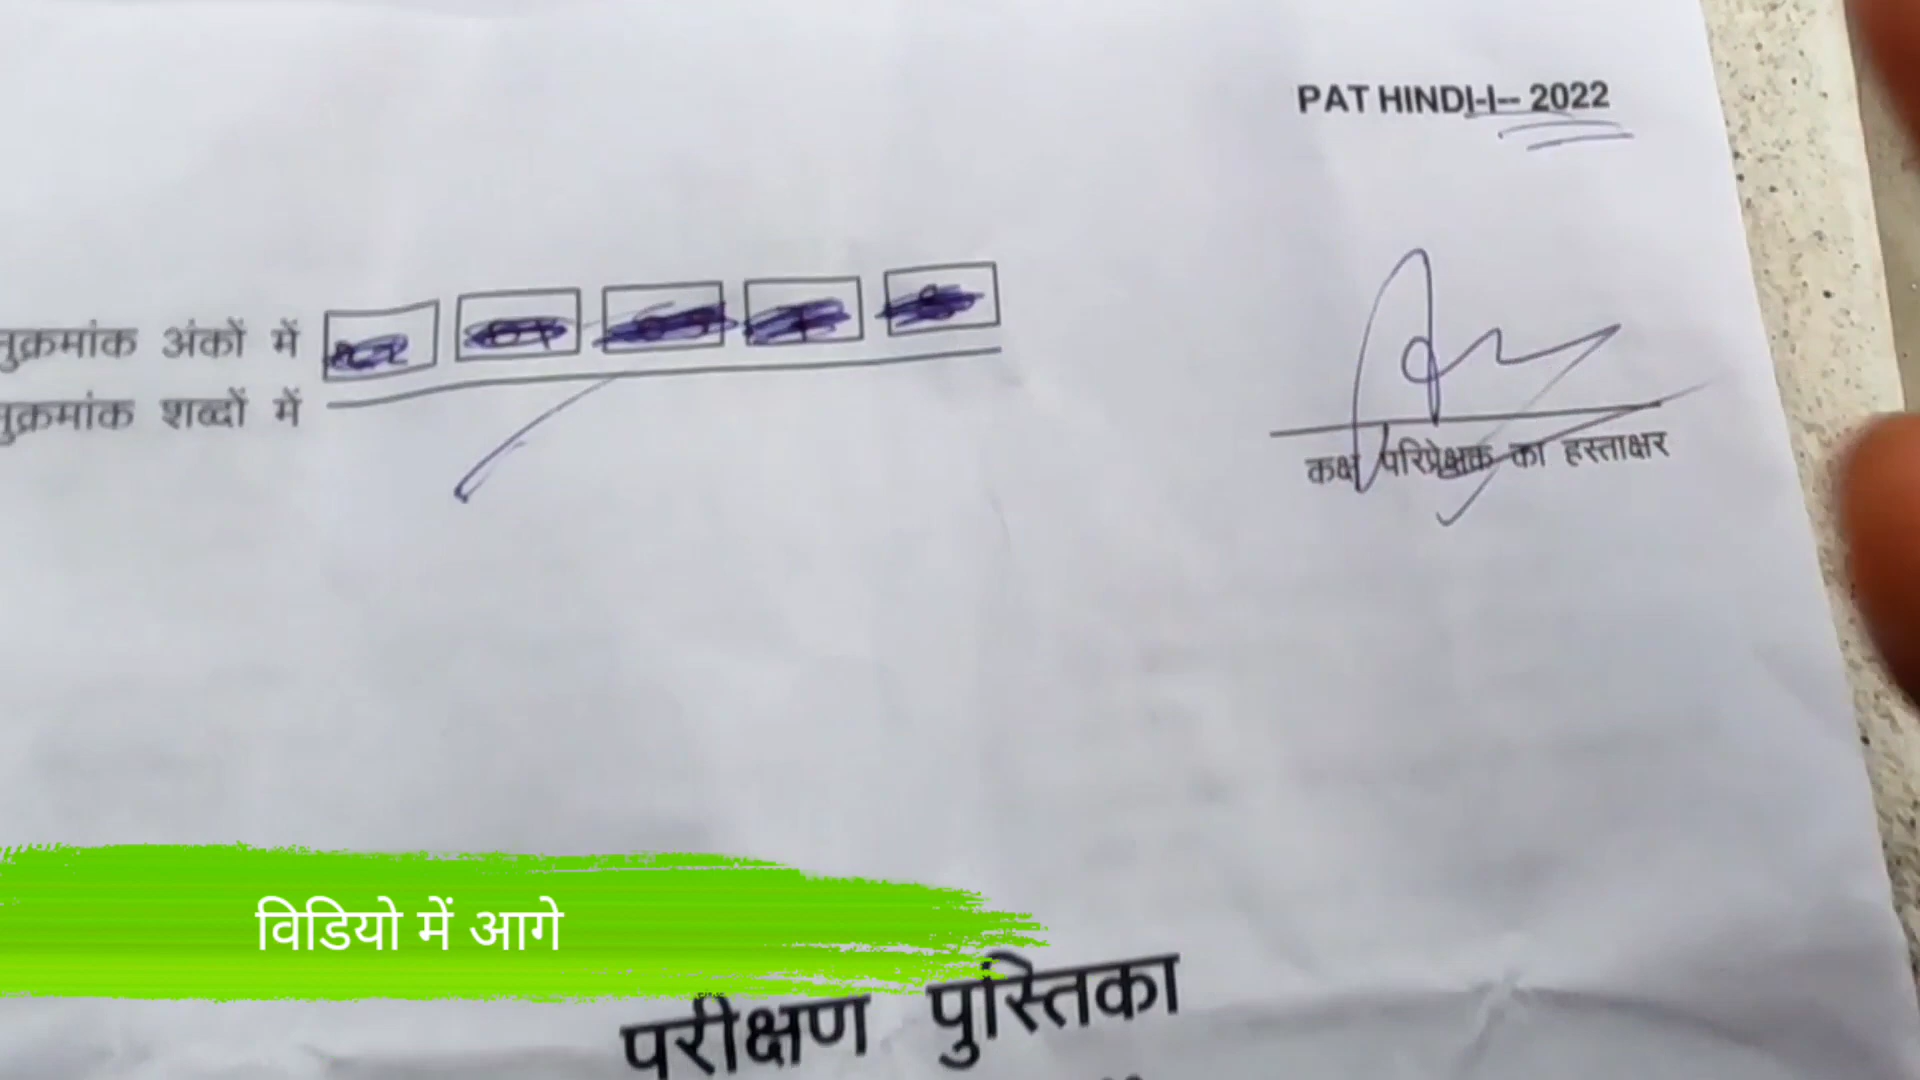 PAT HINDI-I-- 2022
नुक्रमांक अंकों में
नुक्रमांक शब्दों में
कक्ष परिप्रेक्षक का हस्ताक्षर
विडियो में आगे
परीक्षण पुस्तिका